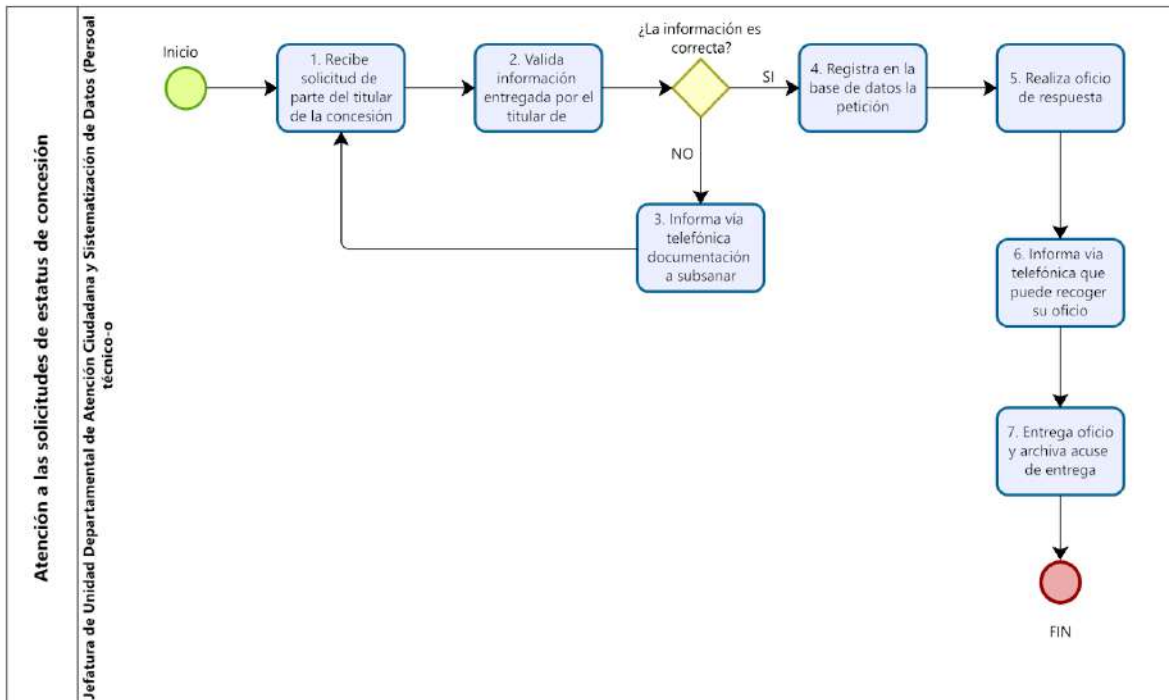 Atención a las solicitudes de estatus de concesión
Jefatura de Unidad Departamental de Atención Ciudadana y Sistematización de Datos (Persoal
técnico-o
Inicio
1. Recibe
solicitud de
parte del titular
de la concesión
2. Valida
información
entregada por el
titular de
¿La información es
correcta?
SI
NO
3. Informa vía
telefónica
documentación
a subsanar
4. Registra en la
base de datos la
petición
5. Realiza oficio
de respuesta
6. Informa vía
telefónica que
puede recoger
su oficio
7. Entrega oficio
y archiva acuse
de entrega
FIN